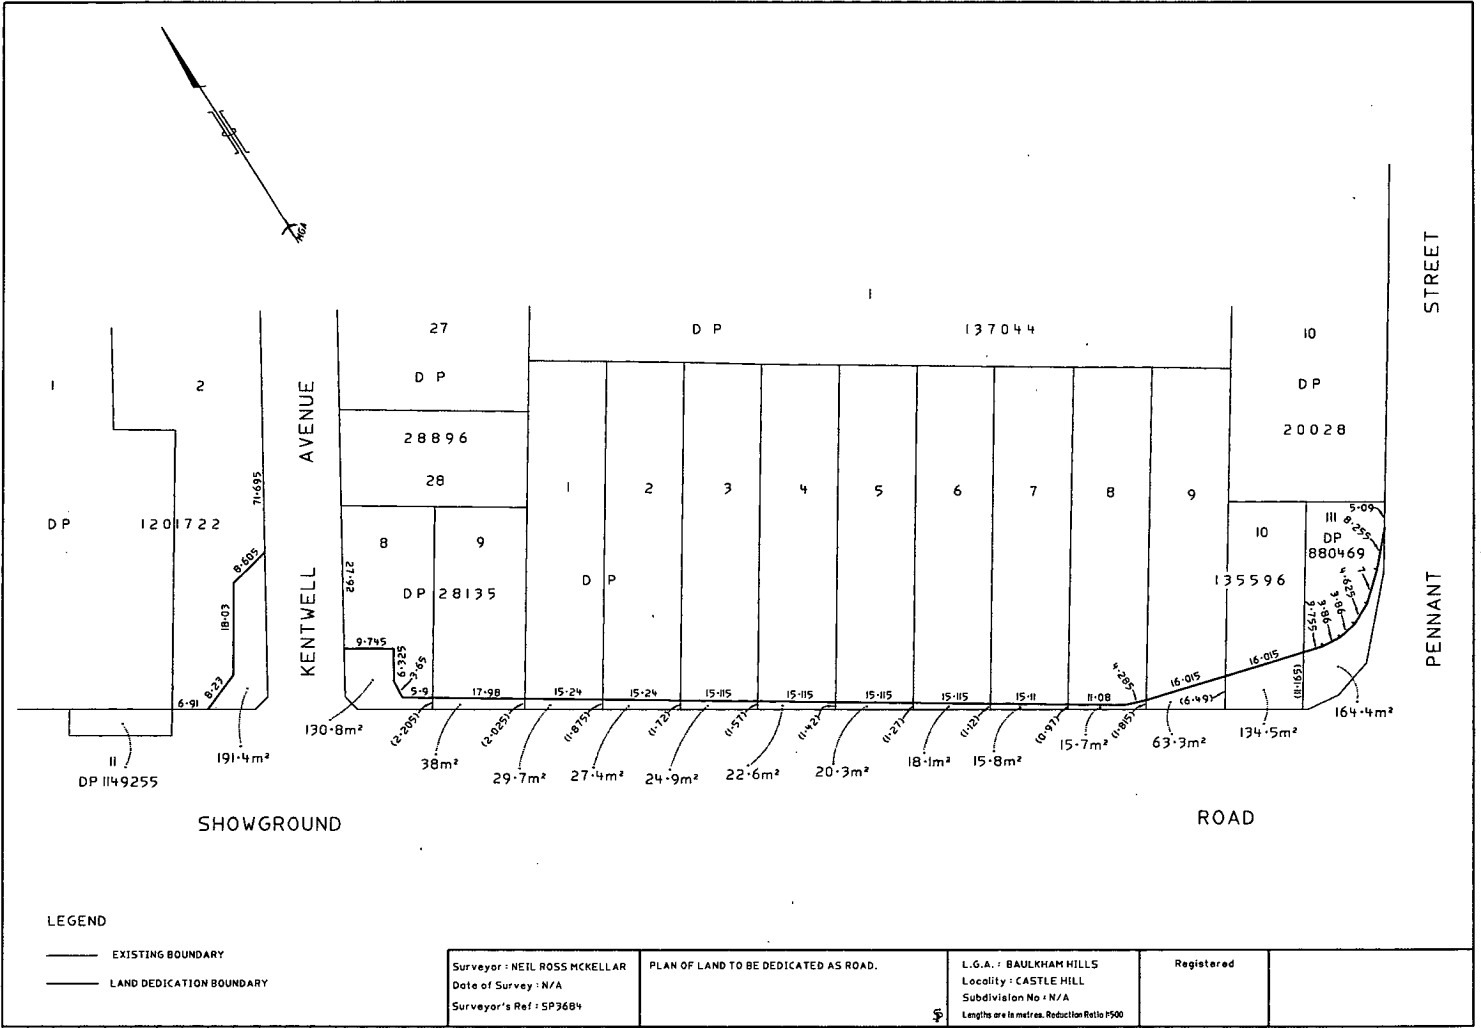 MGA
STREET
1
27
D P
137044
10
D P
DP
1
2
AVENUE
28896
20028
28
71·695
1
2
3
4
5
6
7
8
9
5·09
111
8·255
DP
1201722
8
9
10
DP
880469
8·605
27·92
DP
28135
D P
135596
7
4·625
3·86
3·86
9·755
18·03
KENTWELL
PENNANT
9·745
6·325
3·65
16·015
16·015
4·285
(11·165)
8·23
6·91
5·9
17·98
15·24
15·24
15·115
15·115
15·115
15·115
15·11
11·08
(6·49)
(2·205)
(2·025)
(1·875)
(1·72)
(1·57)
(1·42)
(1·27)
(1·12)
(0·97)
(1·815)
130·8m²
164·4m²
191·4m²
38m²
29·7m²
27·4m²
24·9m²
22·6m²
20·3m²
18·1m²
15·8m²
15·7m²
63·3m²
134·5m²
11
DP 1149255
SHOWGROUND
ROAD
LEGEND
EXISTING BOUNDARY
LAND DEDICATION BOUNDARY
Surveyor : NEIL ROSS MCKELLAR
Date of Survey : N/A
Surveyor's Ref : SP3684
PLAN OF LAND TO BE DEDICATED AS ROAD.
L.G.A. : BAULKHAM HILLS
Locality : CASTLE HILL
Subdivision No : N/A
Lengths are in metres. Reduction Ratio 1:500
Registered